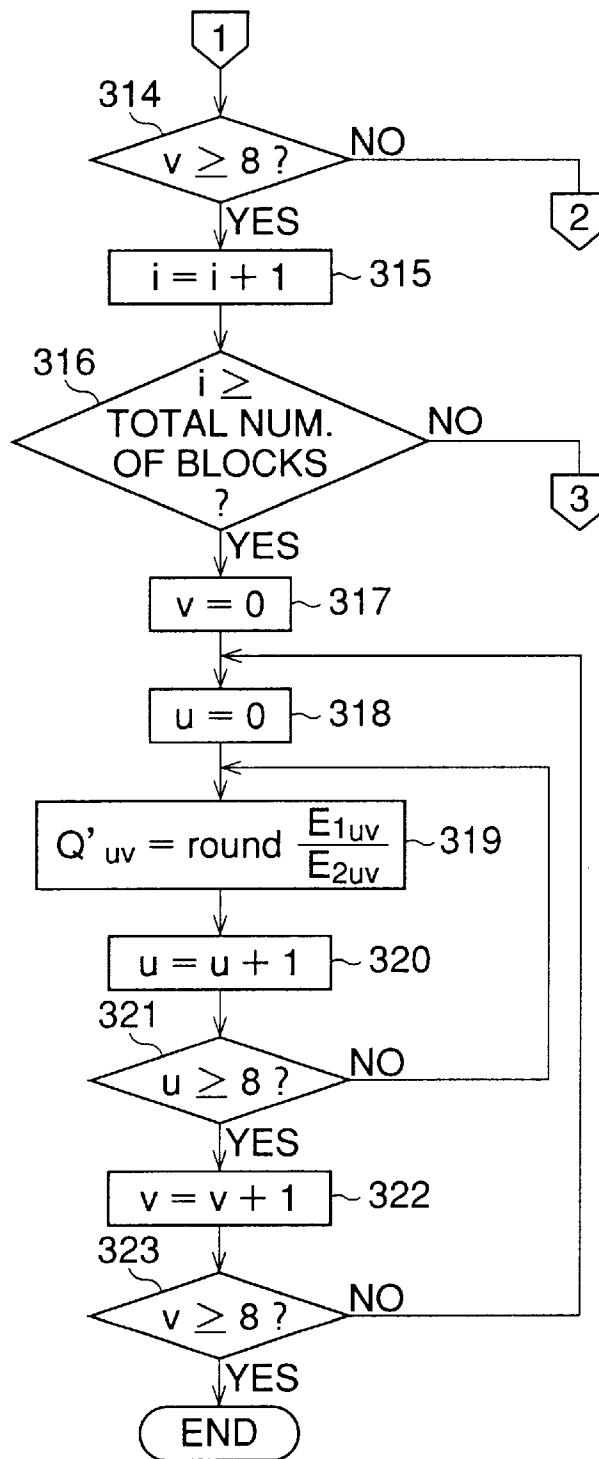 1
314
v ≥ 8 ?
NO
2
YES
i = i + 1
315
316
i ≥
TOTAL NUM.
OF BLOCKS
?
NO
3
YES
v = 0
317
u = 0
318
Q'uv = round E1uv / E2uv
319
u = u + 1
320
321
u ≥ 8 ?
NO
YES
v = v + 1
322
323
v ≥ 8 ?
NO
YES
END